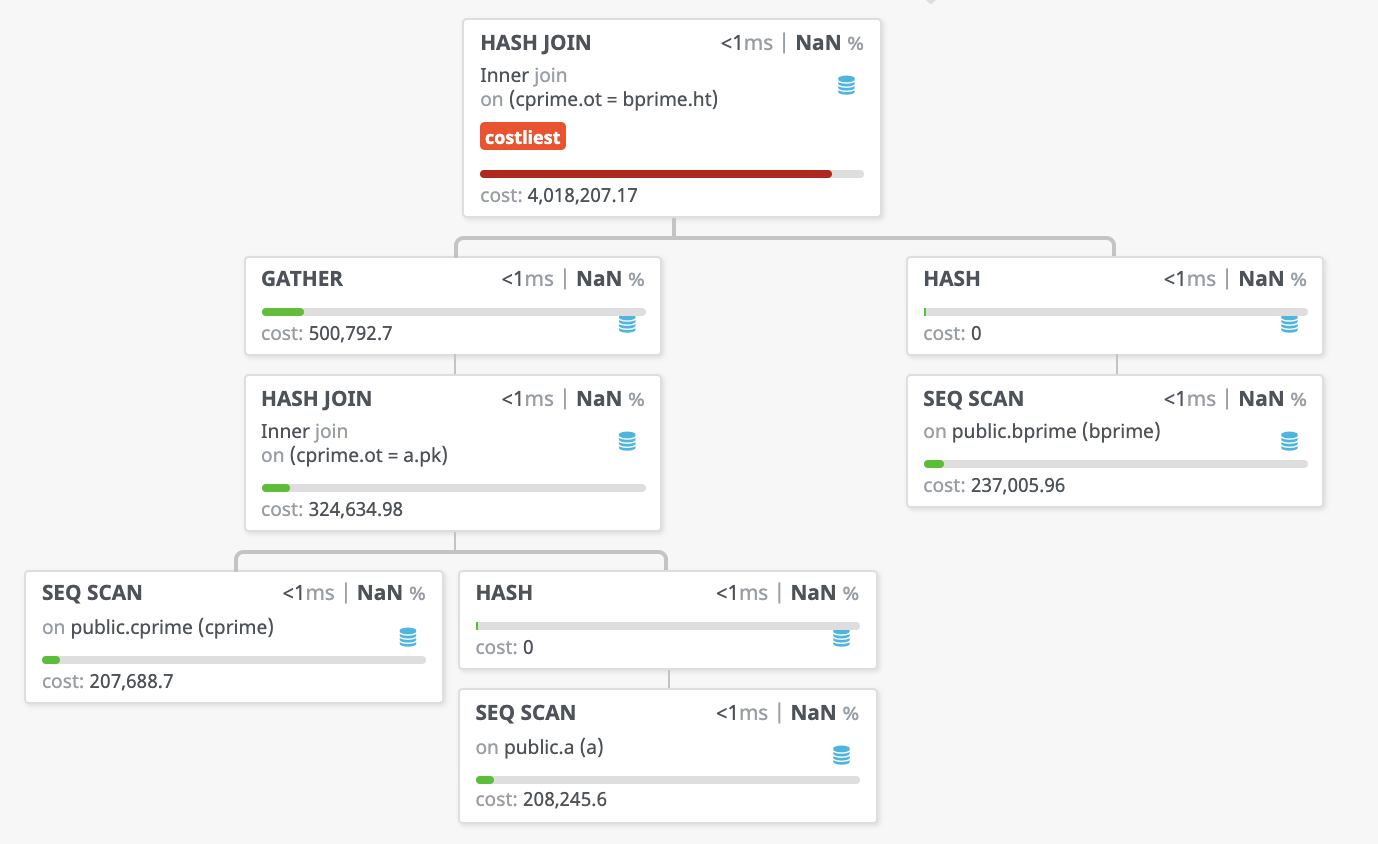 HASH JOIN <1ms | NaN %
Inner join
on (cprime.ot = bprime.ht)
costliest
cost: 4,018,207.17
GATHER <1ms | NaN %
cost: 500,792.7
HASH <1ms | NaN %
cost: 0
HASH JOIN <1ms | NaN %
Inner join
on (cprime.ot = a.pk)
cost: 324,634.98
SEQ SCAN <1ms | NaN %
on public.bprime (bprime)
cost: 237,005.96
SEQ SCAN <1ms | NaN %
on public.cprime (cprime)
cost: 207,688.7
HASH <1ms | NaN %
cost: 0
SEQ SCAN <1ms | NaN %
on public.a (a)
cost: 208,245.6